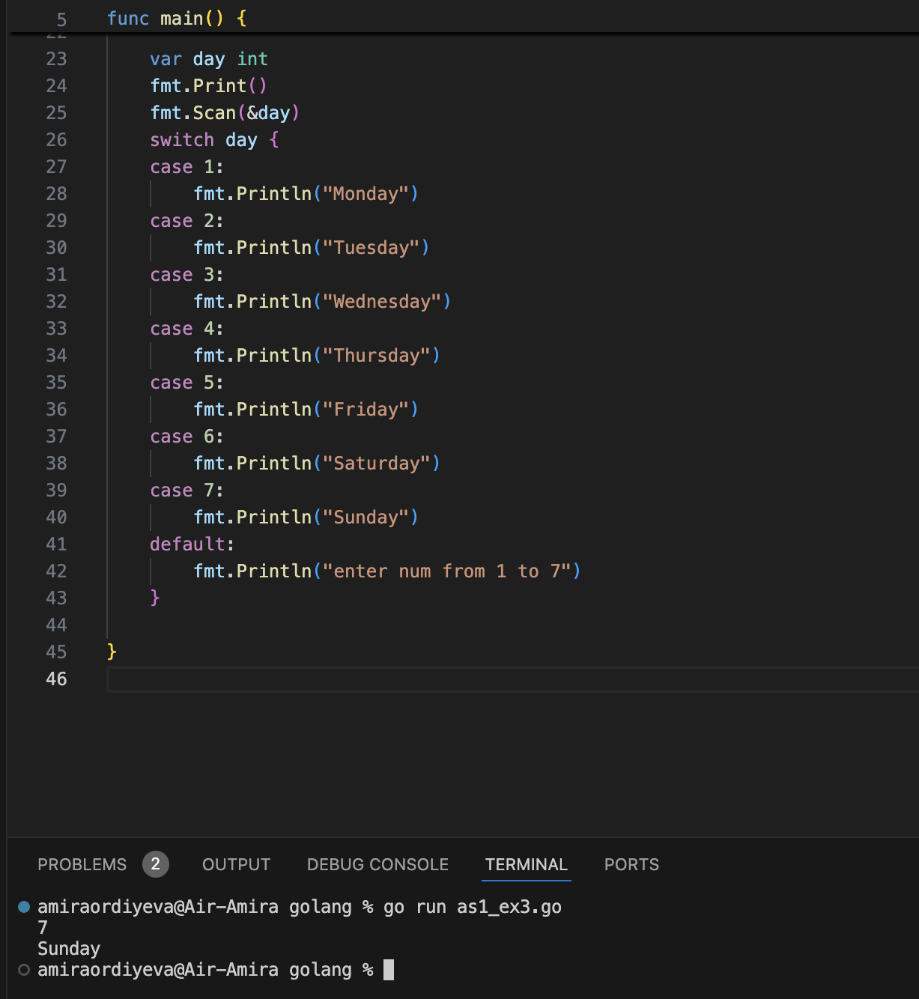 5 func main() {
22
23 var day int
24 fmt.Print()
25 fmt.Scan(&day)
26 switch day {
27 case 1:
28 fmt.Println("Monday")
29 case 2:
30 fmt.Println("Tuesday")
31 case 3:
32 fmt.Println("Wednesday")
33 case 4:
34 fmt.Println("Thursday")
35 case 5:
36 fmt.Println("Friday")
37 case 6:
38 fmt.Println("Saturday")
39 case 7:
40 fmt.Println("Sunday")
41 default:
42 fmt.Println("enter num from 1 to 7")
43 }
44
45 }
46
PROBLEMS 2 OUTPUT DEBUG CONSOLE TERMINAL PORTS
amiraordiyeva@Air-Amira golang % go run as1_ex3.go
7
Sunday
amiraordiyeva@Air-Amira golang %